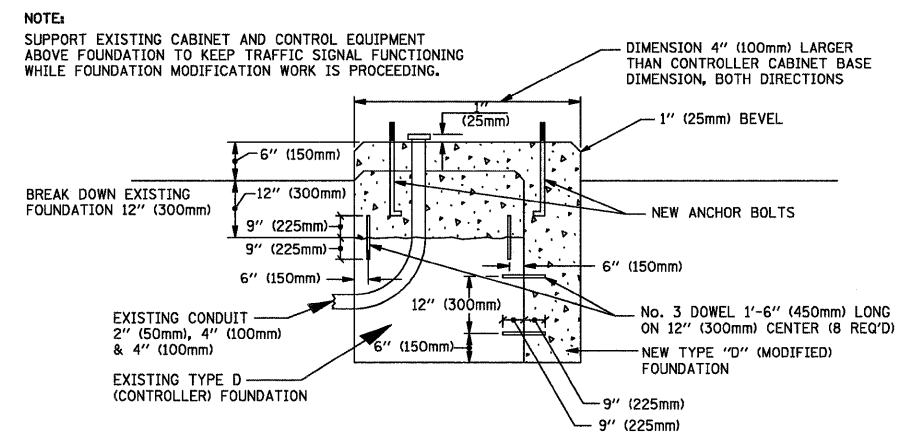 NOTE:
SUPPORT EXISTING CABINET AND CONTROL EQUIPMENT
ABOVE FOUNDATION TO KEEP TRAFFIC SIGNAL FUNCTIONING
WHILE FOUNDATION MODIFICATION WORK IS PROCEEDING.
DIMENSION 4" (100mm) LARGER
THAN CONTROLLER CABINET BASE
DIMENSION, BOTH DIRECTIONS
1"
(25mm)
1" (25mm) BEVEL
6" (150mm)
BREAK DOWN EXISTING
FOUNDATION 12" (300mm)
12" (300mm)
9" (225mm)
9" (225mm)
6" (150mm)
NEW ANCHOR BOLTS
6" (150mm)
12" (300mm)
6" (150mm)
EXISTING CONDUIT
2" (50mm), 4" (100mm)
& 4" (100mm)
EXISTING TYPE D
(CONTROLLER) FOUNDATION
No. 3 DOWEL 1'-6" (450mm) LONG
ON 12" (300mm) CENTER (8 REQ'D)
NEW TYPE "D" (MODIFIED)
FOUNDATION
9" (225mm)
9" (225mm)